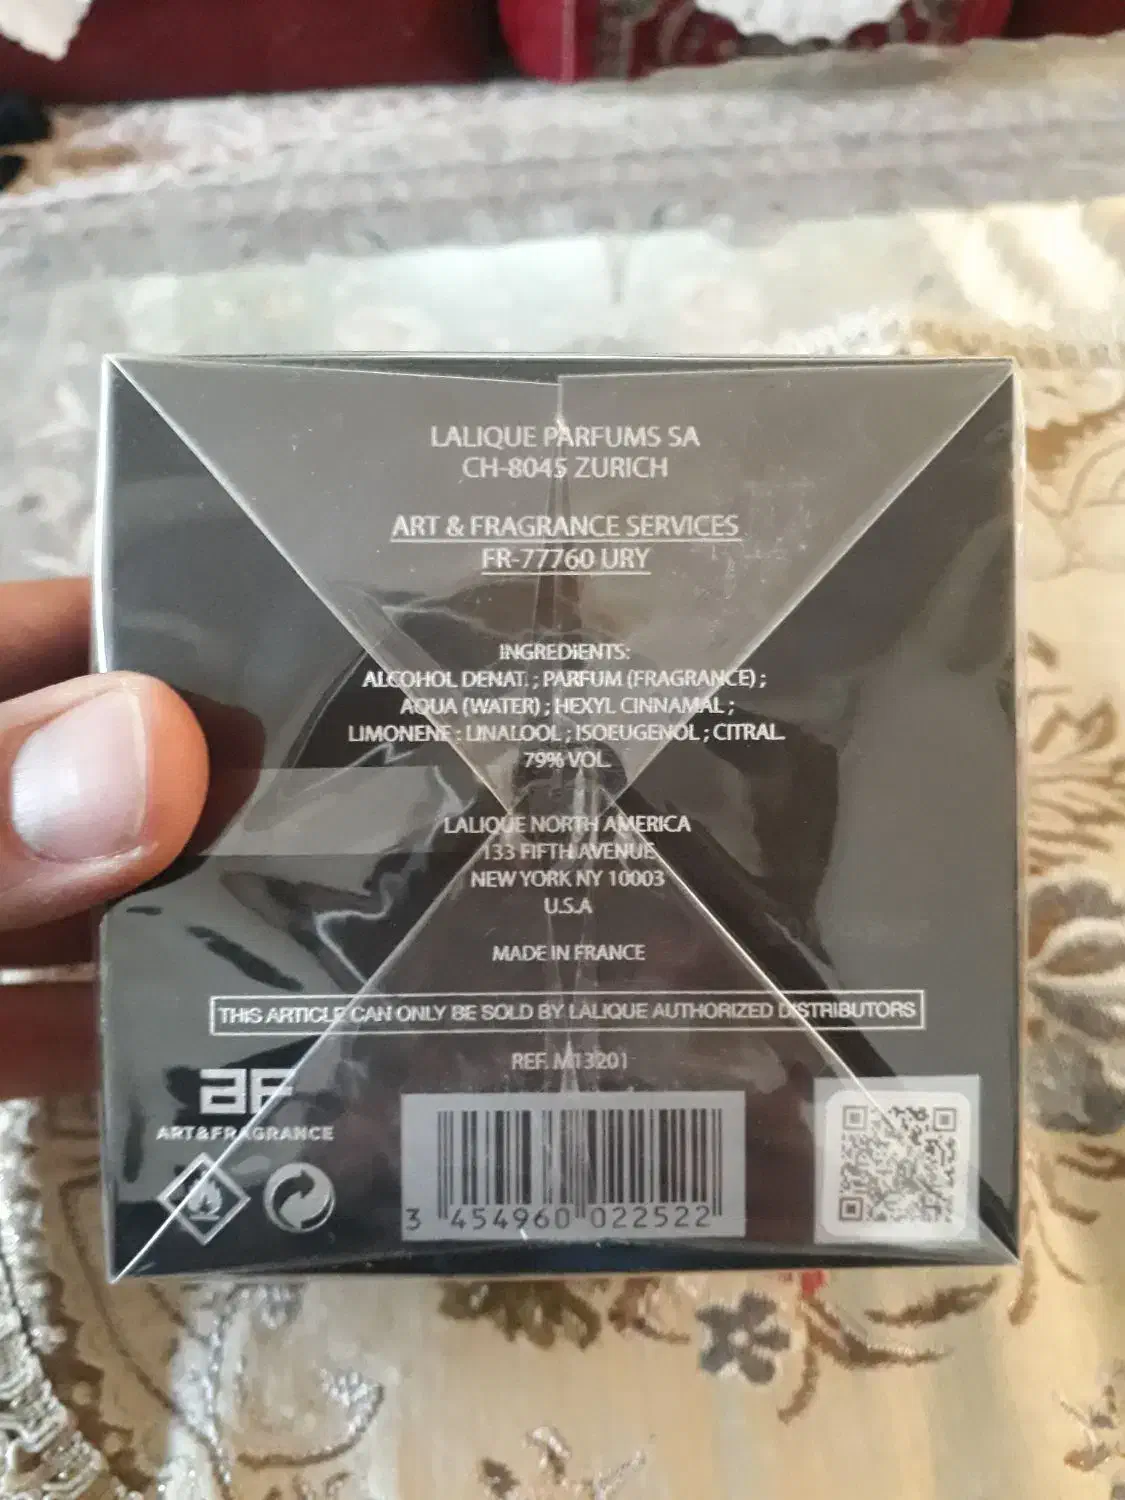 LALIQUE PARFUMS SA
CH-8045 ZURICH
ART & FRAGRANCE SERVICES
FR-77760 URY
INGREDIENTS:
ALCOHOL DENAT. ; PARFUM (FRAGRANCE) ;
AQUA (WATER) ; HEXYL CINNAMAL ;
LIMONENE ; LINALOOL ; ISOEUGENOL ; CITRAL.
79% VOL.
LALIQUE NORTH AMERICA
133 FIFTH AVENUE
NEW YORK NY 10003
U.S.A
MADE IN FRANCE
THIS ARTICLE CAN ONLY BE SOLD BY LALIQUE AUTHORIZED DISTRIBUTORS
REF. M13201
aF
ART&FRAGRANCE
3 454960 022522